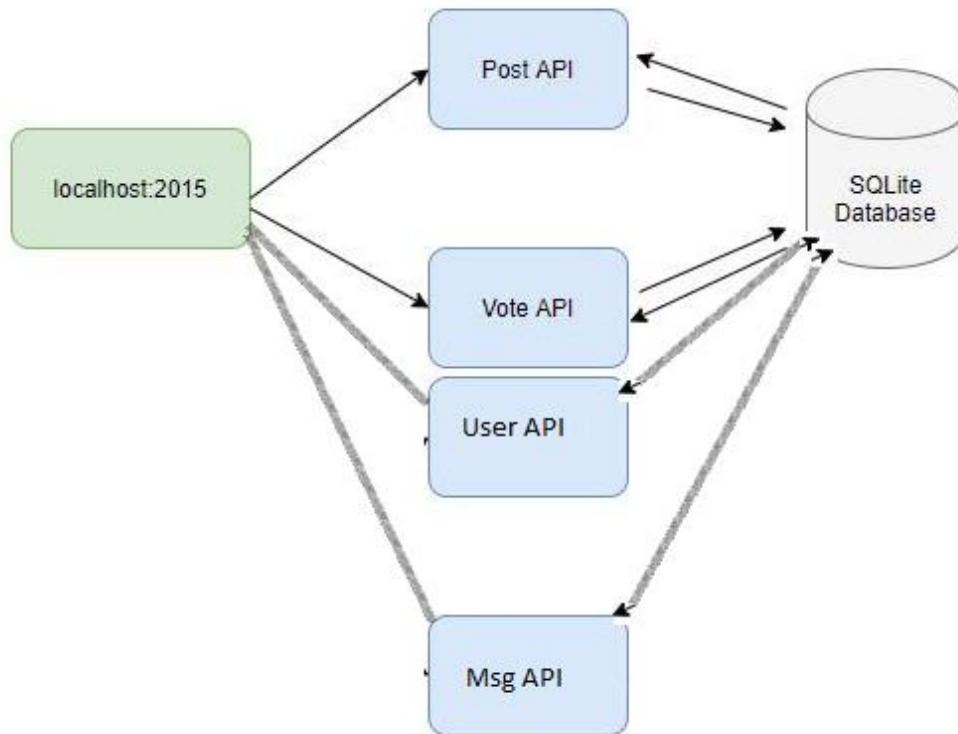 Post API
localhost:2015
SQLite
Database
Vote API
User API
Msg API